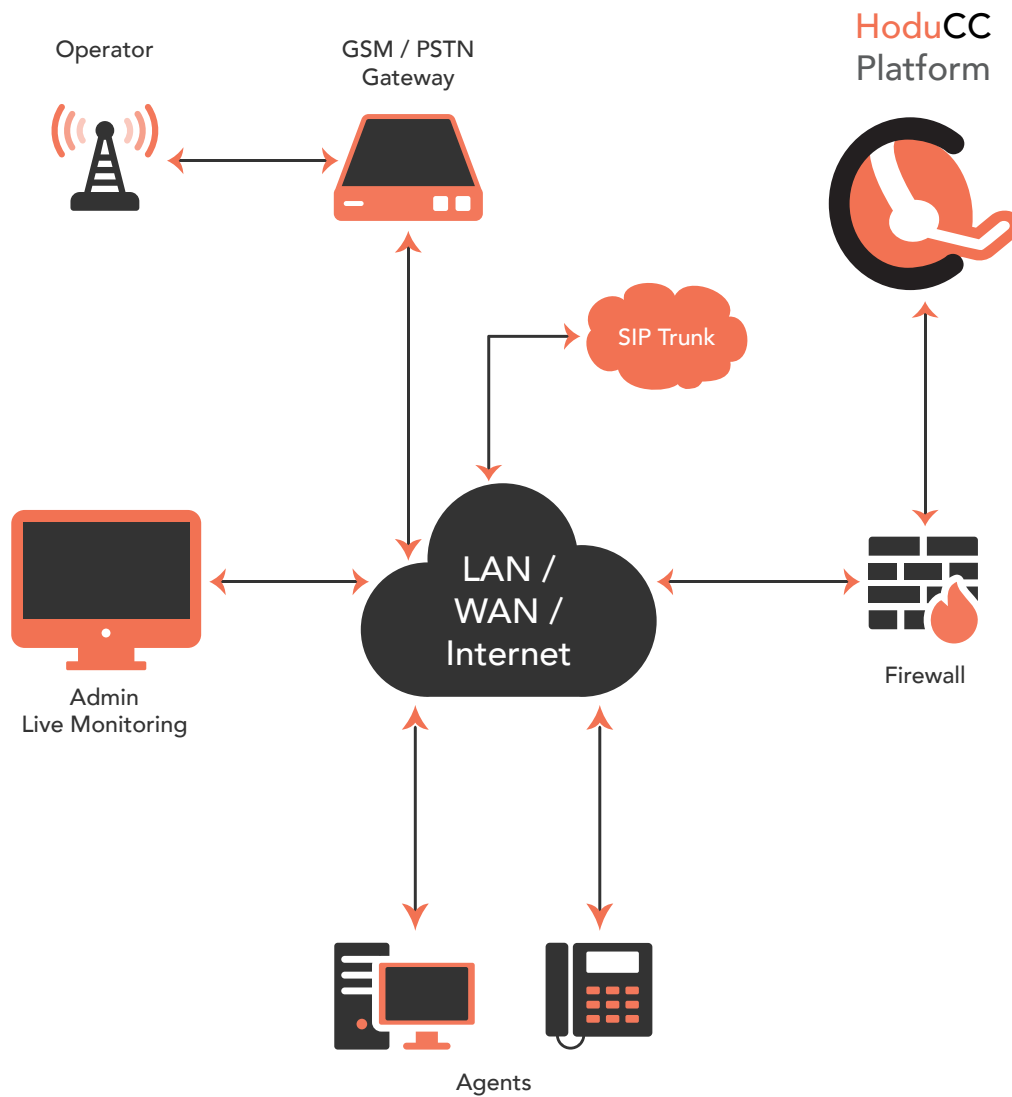 Operator
GSM / PSTN
Gateway
HoduCC
Platform
SIP Trunk
LAN /
WAN /
Internet
Admin
Live Monitoring
Firewall
Agents